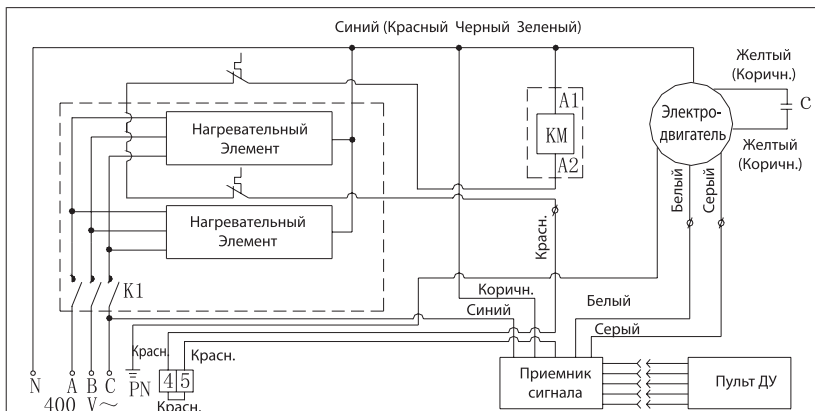 Синий (Красный Черный Зеленый)
Желтый
(Коричн.)
C
Электро-
двигатель
Желтый
(Коричн.)
A1
KM
A2
Нагревательный
Элемент
Нагревательный
Элемент
Белый
Серый
Красн.
K1
Коричн.
Синий
Белый
Серый
Красн.
Красн.
N
A
B
C
PN
4 5
400 V~
Красн.
Приемник
сигнала
Пульт ДУ